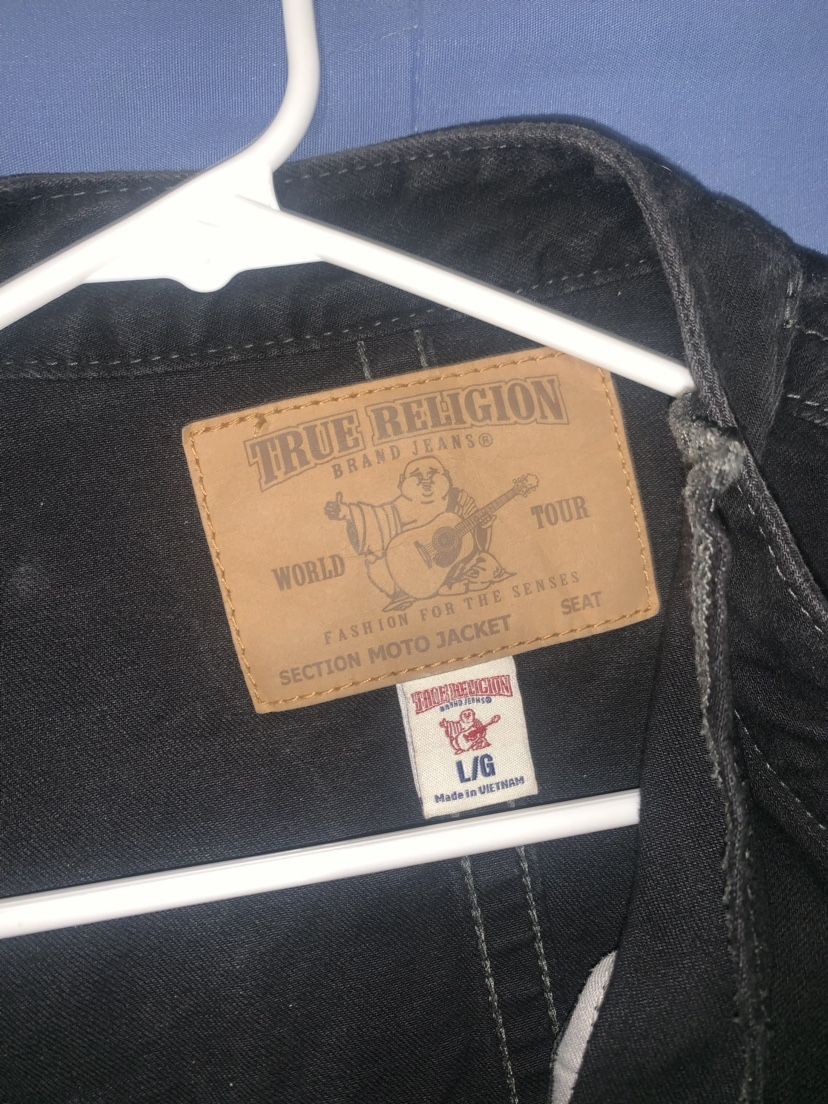 TRUE RELIGION
BRAND JEANS®
WORLD TOUR
FASHION FOR THE SENSES
SECTION MOTO JACKET SEAT
TRUE RELIGION
BRAND JEANS®
L/G
Made in VIETNAM